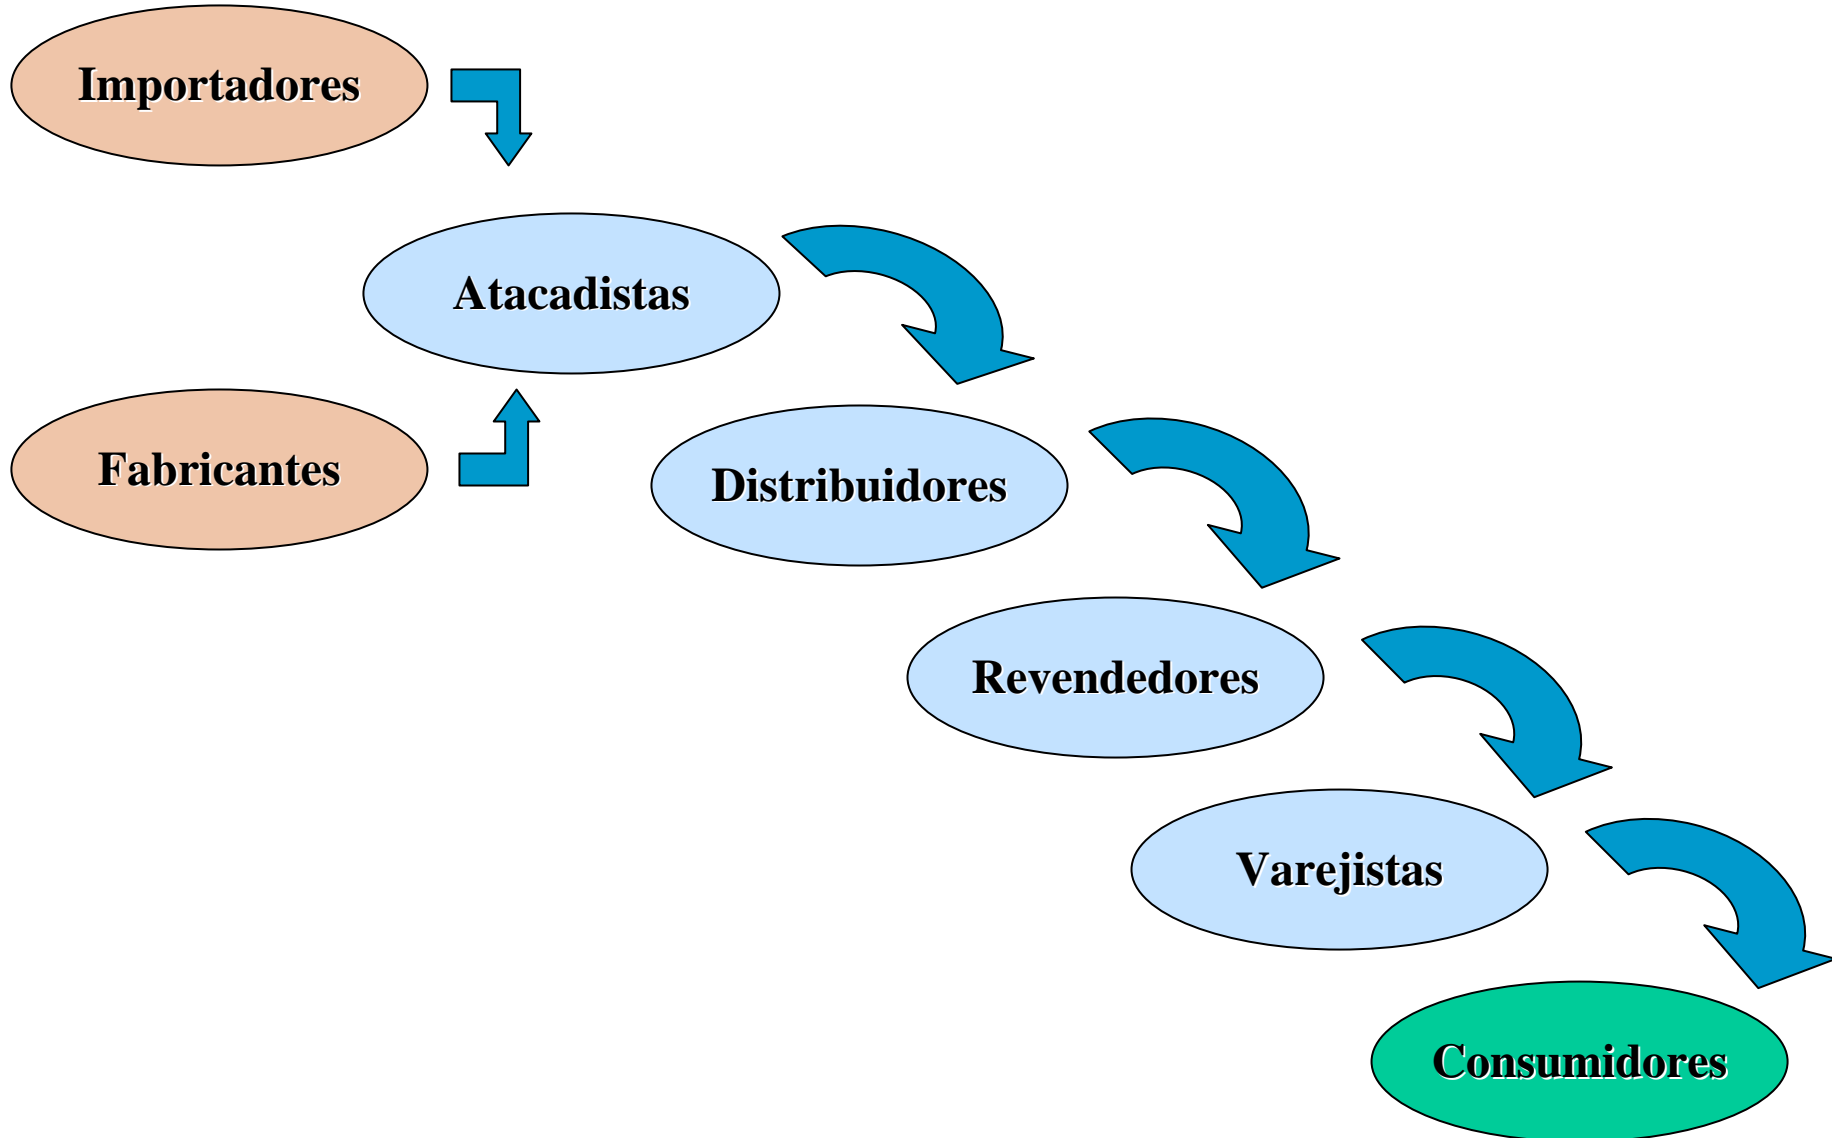 Importadores
Atacadistas
Fabricantes
Distribuidores
Revendedores
Varejistas
Consumidores